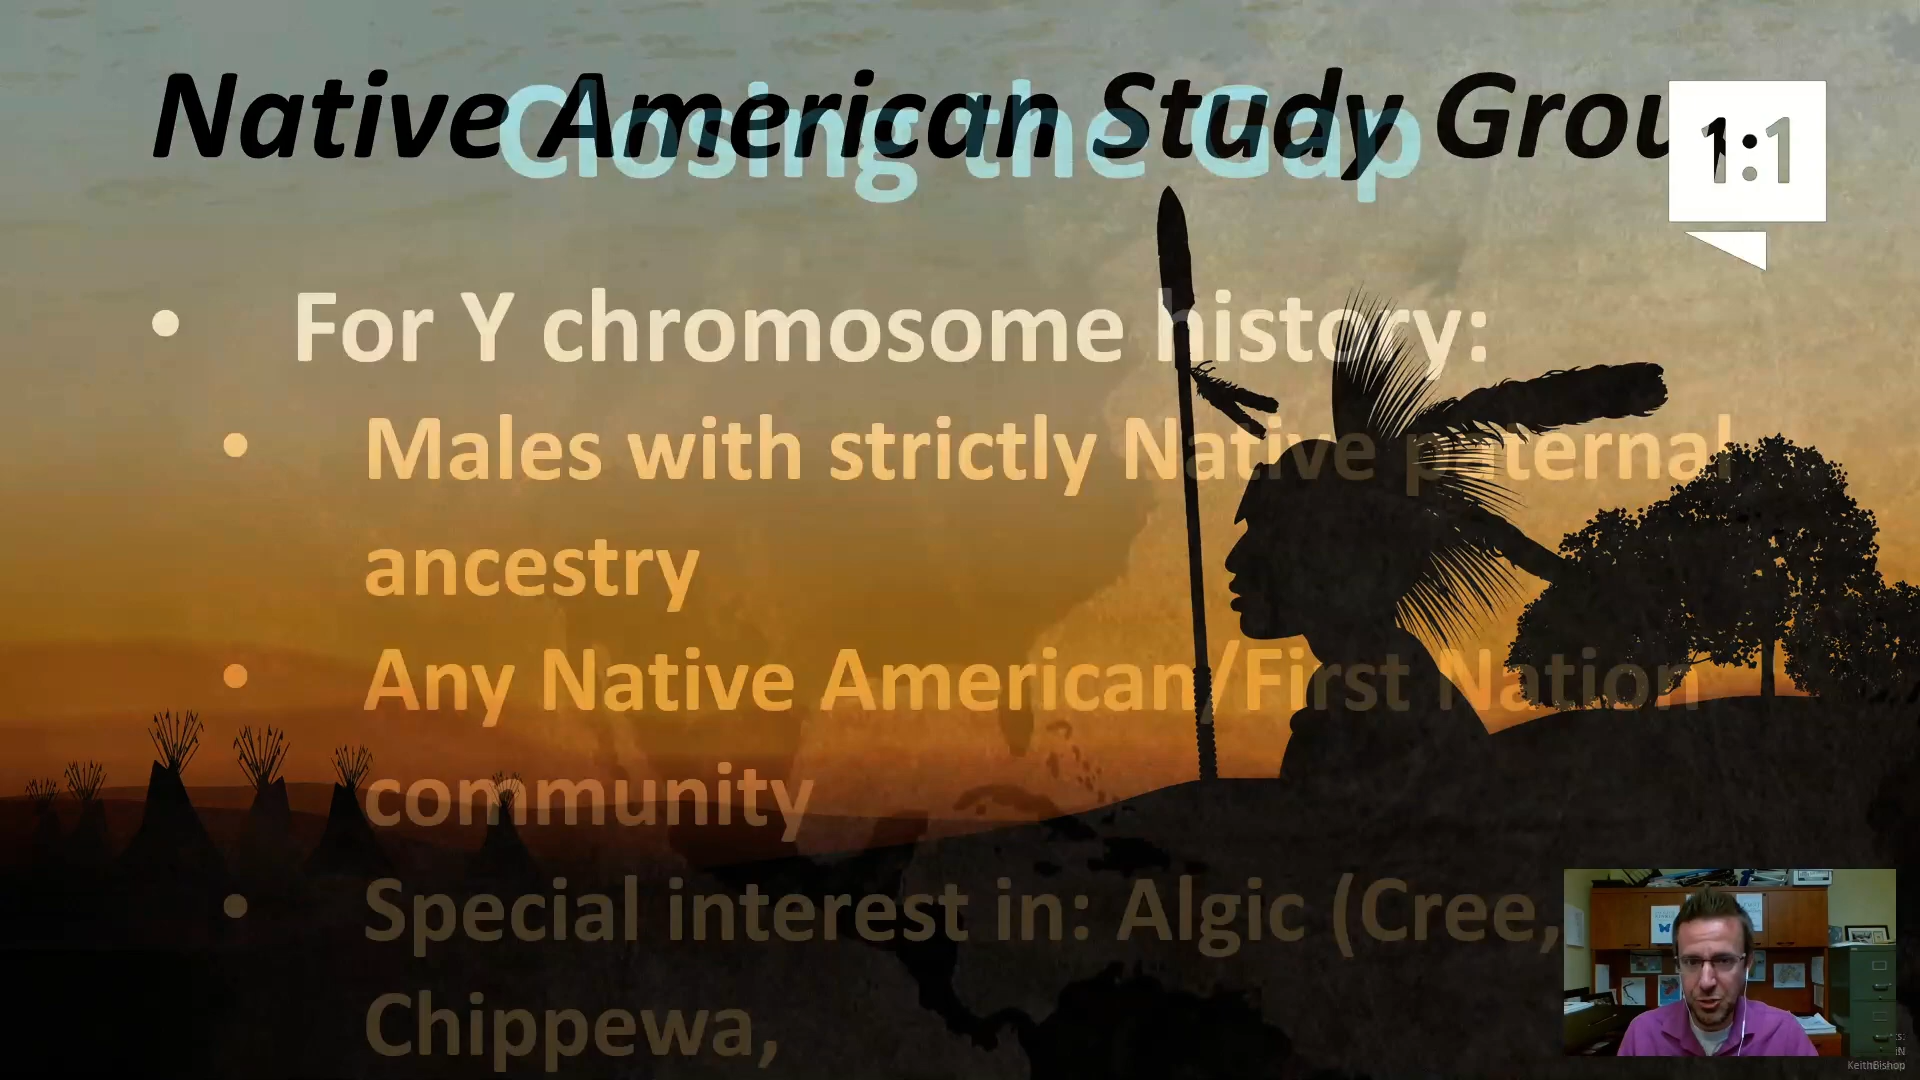 Native American Study Grou
Closing the Gap
1:1
• For Y chromosome history:
• Males with strictly Native paternal
ancestry
• Any Native American/First Nation
community
• Special interest in: Algic (Cree,
Chippewa,
KeithBishop